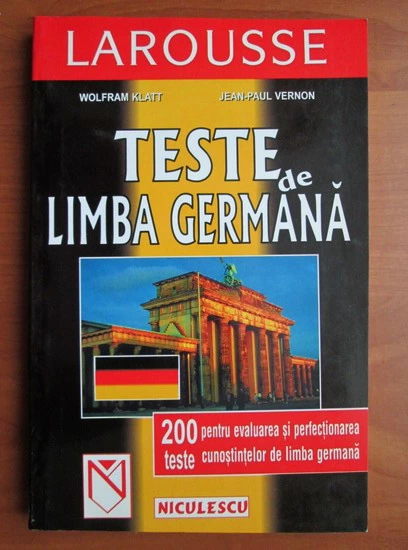 LAROUSSE
WOLFRAM KLATT JEAN-PAUL VERNON
TESTE
de
LIMBA GERMANĂ
200 pentru evaluarea și perfecționarea
teste cunoștințelor de limba germană
NICULESCU